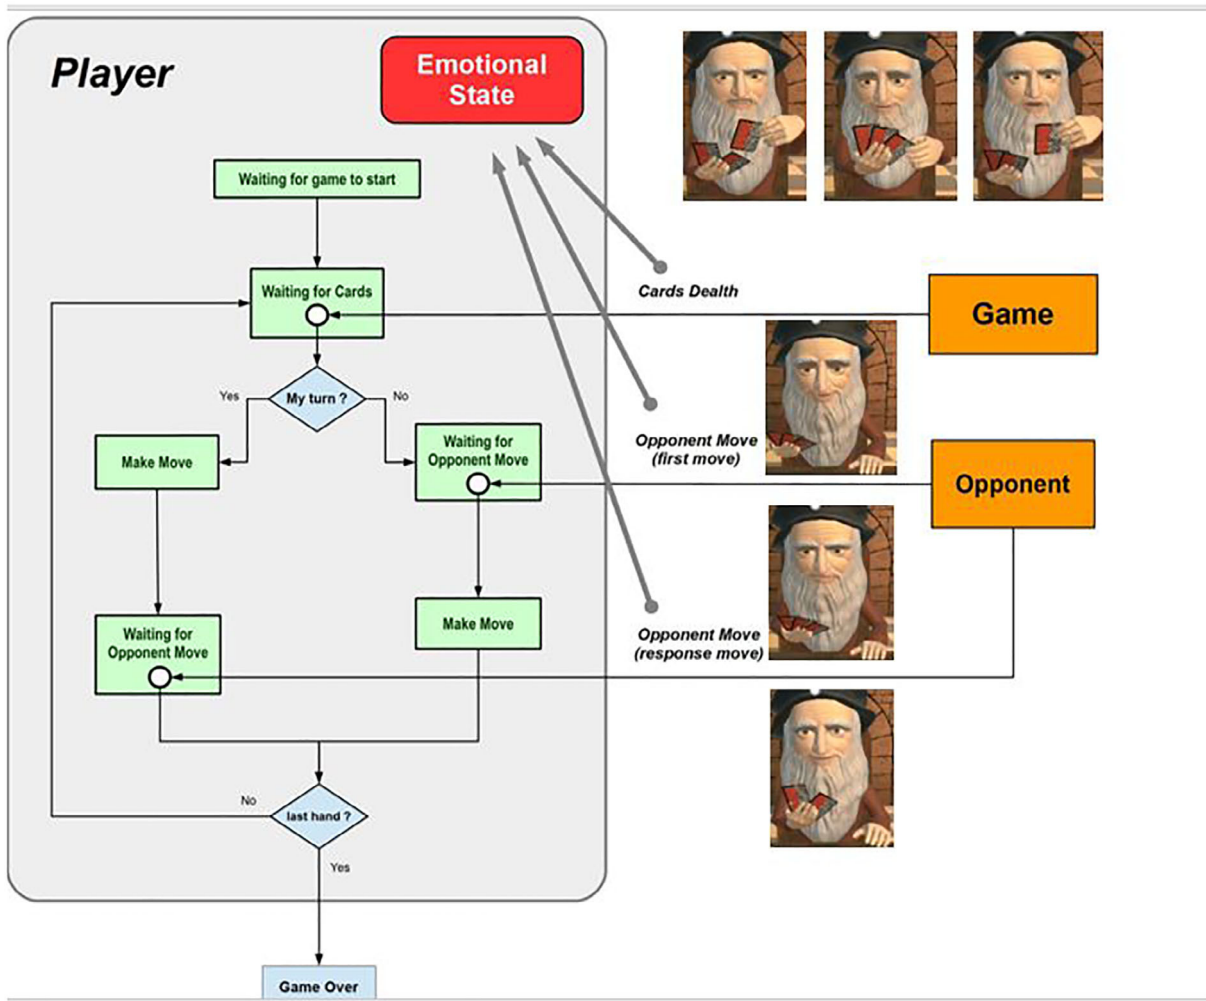 Player
Emotional
State
Waiting for game to start
Waiting for Cards
Cards Dealth
Game
My turn ?
Yes
No
Make Move
Waiting for
Opponent Move
Opponent Move
(first move)
Opponent
Waiting for
Opponent Move
Make Move
Opponent Move
(response move)
last hand ?
No
Yes
Game Over